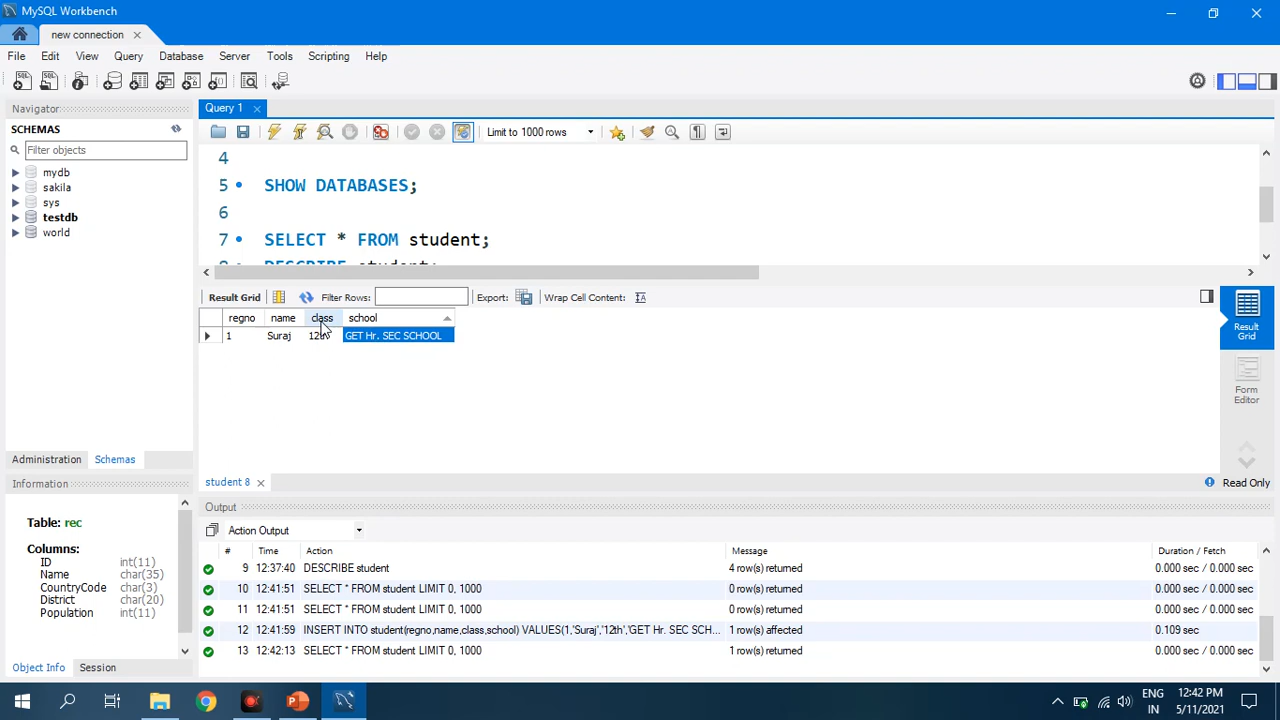 MySQL Workbench
new connection
File Edit View Query Database Server Tools Scripting Help
Navigator
SCHEMAS
Filter objects
mydb
sakila
sys
testdb
world
Administration Schemas
Information
Table: rec
Columns:
ID int(11)
Name char(35)
CountryCode char(3)
District char(20)
Population int(11)
Object Info Session
Query 1
Limit to 1000 rows
4
5 SHOW DATABASES;
6
7 SELECT * FROM student;
Result Grid Filter Rows: Export: Wrap Cell Content:
regno name class school
1 Suraj 12th GET Hr. SEC SCHOOL
Result Grid
Form Editor
student 8
Read Only
Output
Action Output
# Time Action Message Duration / Fetch
9 12:37:40 DESCRIBE student 4 row(s) returned 0.000 sec / 0.000 sec
10 12:41:51 SELECT * FROM student LIMIT 0, 1000 0 row(s) returned 0.000 sec / 0.000 sec
11 12:41:51 SELECT * FROM student LIMIT 0, 1000 0 row(s) returned 0.000 sec / 0.000 sec
12 12:41:59 INSERT INTO student(regno,name,class,school) VALUES(1,'Suraj','12th','GET Hr. SEC SCH... 1 row(s) affected 0.109 sec
13 12:42:13 SELECT * FROM student LIMIT 0, 1000 1 row(s) returned 0.000 sec / 0.000 sec
ENG
IN
12:42 PM
5/11/2021